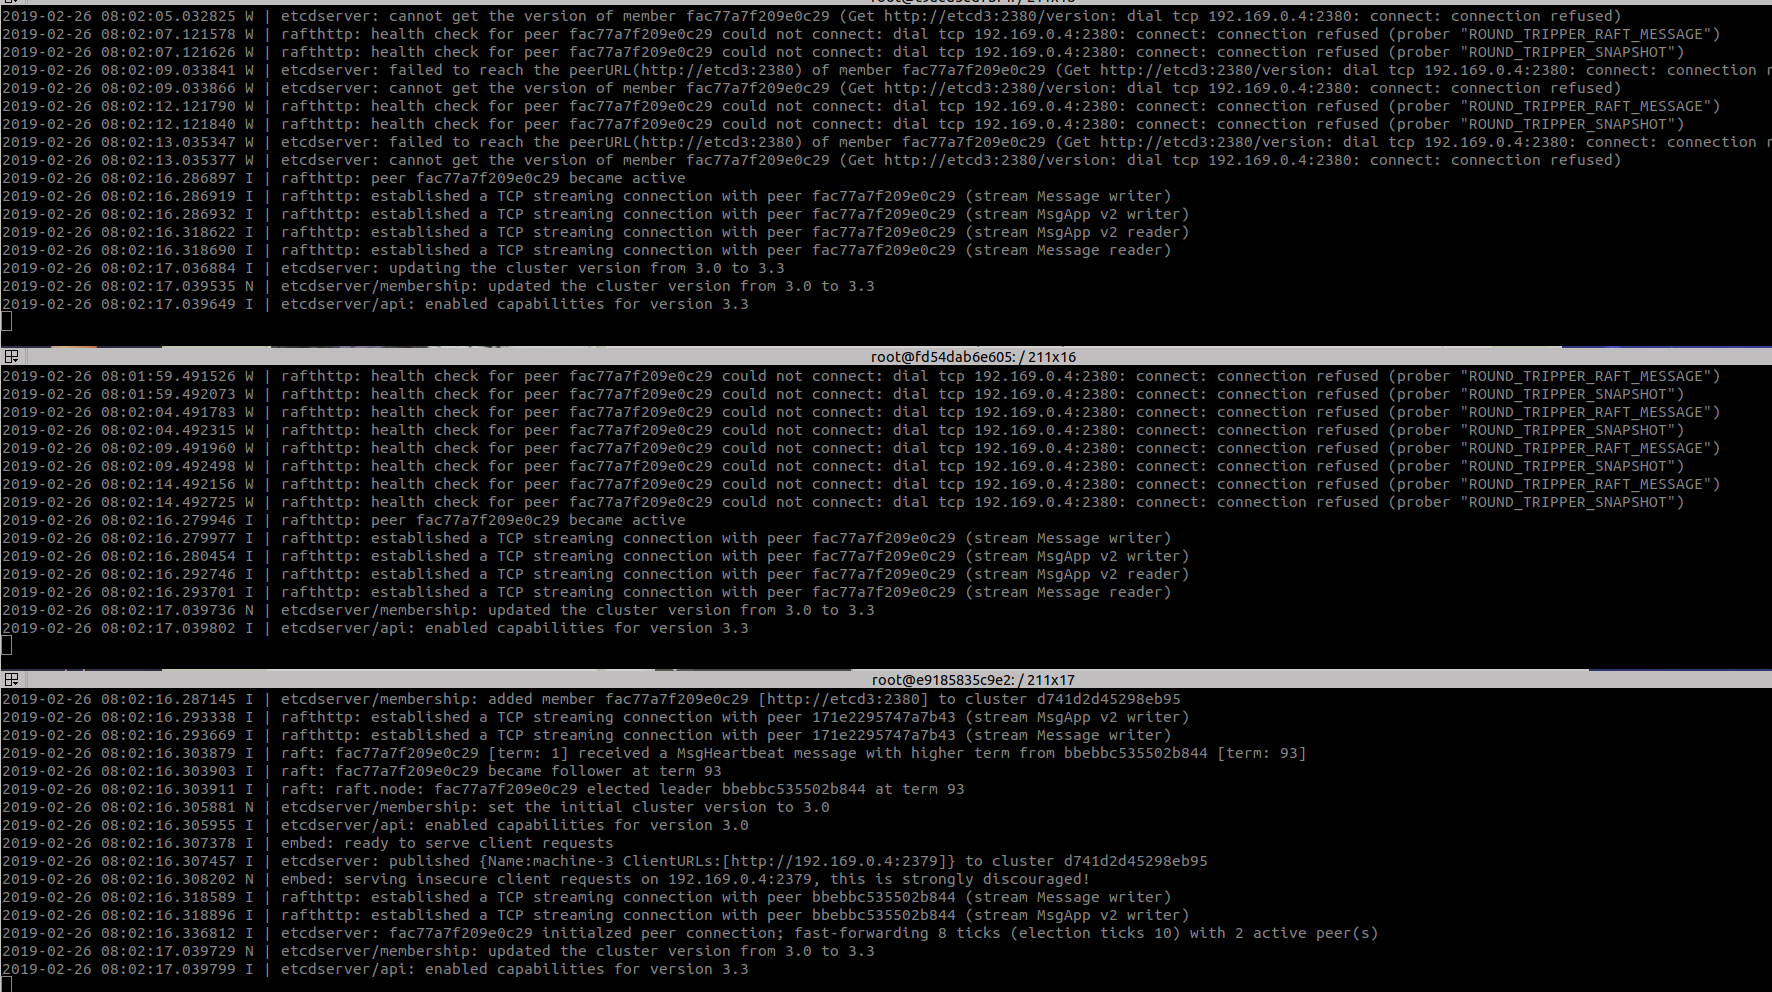 2019-02-26 08:02:05.032825 W | etcdserver: cannot get the version of member fac77a7f209e0c29 (Get http://etcd3:2380/version: dial tcp 192.169.0.4:2380: connect: connection refused)
2019-02-26 08:02:07.121578 W | rafthttp: health check for peer fac77a7f209e0c29 could not connect: dial tcp 192.169.0.4:2380: connect: connection refused (prober "ROUND_TRIPPER_RAFT_MESSAGE")
2019-02-26 08:02:07.121626 W | rafthttp: health check for peer fac77a7f209e0c29 could not connect: dial tcp 192.169.0.4:2380: connect: connection refused (prober "ROUND_TRIPPER_SNAPSHOT")
2019-02-26 08:02:09.033841 W | etcdserver: failed to reach the peerURL(http://etcd3:2380) of member fac77a7f209e0c29 (Get http://etcd3:2380/version: dial tcp 192.169.0.4:2380: connect: connection r
2019-02-26 08:02:09.033866 W | etcdserver: cannot get the version of member fac77a7f209e0c29 (Get http://etcd3:2380/version: dial tcp 192.169.0.4:2380: connect: connection refused)
2019-02-26 08:02:12.121790 W | rafthttp: health check for peer fac77a7f209e0c29 could not connect: dial tcp 192.169.0.4:2380: connect: connection refused (prober "ROUND_TRIPPER_RAFT_MESSAGE")
2019-02-26 08:02:12.121840 W | rafthttp: health check for peer fac77a7f209e0c29 could not connect: dial tcp 192.169.0.4:2380: connect: connection refused (prober "ROUND_TRIPPER_SNAPSHOT")
2019-02-26 08:02:13.035347 W | etcdserver: failed to reach the peerURL(http://etcd3:2380) of member fac77a7f209e0c29 (Get http://etcd3:2380/version: dial tcp 192.169.0.4:2380: connect: connection r
2019-02-26 08:02:13.035377 W | etcdserver: cannot get the version of member fac77a7f209e0c29 (Get http://etcd3:2380/version: dial tcp 192.169.0.4:2380: connect: connection refused)
2019-02-26 08:02:16.286897 I | rafthttp: peer fac77a7f209e0c29 became active
2019-02-26 08:02:16.286919 I | rafthttp: established a TCP streaming connection with peer fac77a7f209e0c29 (stream Message writer)
2019-02-26 08:02:16.286932 I | rafthttp: established a TCP streaming connection with peer fac77a7f209e0c29 (stream MsgApp v2 writer)
2019-02-26 08:02:16.318622 I | rafthttp: established a TCP streaming connection with peer fac77a7f209e0c29 (stream MsgApp v2 reader)
2019-02-26 08:02:16.318690 I | rafthttp: established a TCP streaming connection with peer fac77a7f209e0c29 (stream Message reader)
2019-02-26 08:02:17.036884 I | etcdserver: updating the cluster version from 3.0 to 3.3
2019-02-26 08:02:17.039535 N | etcdserver/membership: updated the cluster version from 3.0 to 3.3
2019-02-26 08:02:17.039649 I | etcdserver/api: enabled capabilities for version 3.3
root@fd54dab6e605: / 211x16
2019-02-26 08:01:59.491526 W | rafthttp: health check for peer fac77a7f209e0c29 could not connect: dial tcp 192.169.0.4:2380: connect: connection refused (prober "ROUND_TRIPPER_RAFT_MESSAGE")
2019-02-26 08:01:59.492073 W | rafthttp: health check for peer fac77a7f209e0c29 could not connect: dial tcp 192.169.0.4:2380: connect: connection refused (prober "ROUND_TRIPPER_SNAPSHOT")
2019-02-26 08:02:04.491783 W | rafthttp: health check for peer fac77a7f209e0c29 could not connect: dial tcp 192.169.0.4:2380: connect: connection refused (prober "ROUND_TRIPPER_RAFT_MESSAGE")
2019-02-26 08:02:04.492315 W | rafthttp: health check for peer fac77a7f209e0c29 could not connect: dial tcp 192.169.0.4:2380: connect: connection refused (prober "ROUND_TRIPPER_SNAPSHOT")
2019-02-26 08:02:09.491960 W | rafthttp: health check for peer fac77a7f209e0c29 could not connect: dial tcp 192.169.0.4:2380: connect: connection refused (prober "ROUND_TRIPPER_RAFT_MESSAGE")
2019-02-26 08:02:09.492498 W | rafthttp: health check for peer fac77a7f209e0c29 could not connect: dial tcp 192.169.0.4:2380: connect: connection refused (prober "ROUND_TRIPPER_SNAPSHOT")
2019-02-26 08:02:14.492156 W | rafthttp: health check for peer fac77a7f209e0c29 could not connect: dial tcp 192.169.0.4:2380: connect: connection refused (prober "ROUND_TRIPPER_RAFT_MESSAGE")
2019-02-26 08:02:14.492725 W | rafthttp: health check for peer fac77a7f209e0c29 could not connect: dial tcp 192.169.0.4:2380: connect: connection refused (prober "ROUND_TRIPPER_SNAPSHOT")
2019-02-26 08:02:16.279946 I | rafthttp: peer fac77a7f209e0c29 became active
2019-02-26 08:02:16.279977 I | rafthttp: established a TCP streaming connection with peer fac77a7f209e0c29 (stream Message writer)
2019-02-26 08:02:16.280454 I | rafthttp: established a TCP streaming connection with peer fac77a7f209e0c29 (stream MsgApp v2 writer)
2019-02-26 08:02:16.292746 I | rafthttp: established a TCP streaming connection with peer fac77a7f209e0c29 (stream MsgApp v2 reader)
2019-02-26 08:02:16.293701 I | rafthttp: established a TCP streaming connection with peer fac77a7f209e0c29 (stream Message reader)
2019-02-26 08:02:17.039736 N | etcdserver/membership: updated the cluster version from 3.0 to 3.3
2019-02-26 08:02:17.039802 I | etcdserver/api: enabled capabilities for version 3.3
root@e9185835c9e2: / 211x17
2019-02-26 08:02:16.287145 I | etcdserver/membership: added member fac77a7f209e0c29 [http://etcd3:2380] to cluster d741d2d45298eb95
2019-02-26 08:02:16.293338 I | rafthttp: established a TCP streaming connection with peer 171e2295747a7b43 (stream MsgApp v2 writer)
2019-02-26 08:02:16.293669 I | rafthttp: established a TCP streaming connection with peer 171e2295747a7b43 (stream Message writer)
2019-02-26 08:02:16.303879 I | raft: fac77a7f209e0c29 [term: 1] received a MsgHeartbeat message with higher term from bbebbc535502b844 [term: 93]
2019-02-26 08:02:16.303903 I | raft: fac77a7f209e0c29 became follower at term 93
2019-02-26 08:02:16.303911 I | raft: raft.node: fac77a7f209e0c29 elected leader bbebbc535502b844 at term 93
2019-02-26 08:02:16.305881 N | etcdserver/membership: set the initial cluster version to 3.0
2019-02-26 08:02:16.305955 I | etcdserver/api: enabled capabilities for version 3.0
2019-02-26 08:02:16.307378 I | embed: ready to serve client requests
2019-02-26 08:02:16.307457 I | etcdserver: published {Name:machine-3 ClientURLs:[http://192.169.0.4:2379]} to cluster d741d2d45298eb95
2019-02-26 08:02:16.308202 N | embed: serving insecure client requests on 192.169.0.4:2379, this is strongly discouraged!
2019-02-26 08:02:16.318589 I | rafthttp: established a TCP streaming connection with peer bbebbc535502b844 (stream Message writer)
2019-02-26 08:02:16.318896 I | rafthttp: established a TCP streaming connection with peer bbebbc535502b844 (stream MsgApp v2 writer)
2019-02-26 08:02:16.336812 I | etcdserver: fac77a7f209e0c29 initialzed peer connection; fast-forwarding 8 ticks (election ticks 10) with 2 active peer(s)
2019-02-26 08:02:17.039729 N | etcdserver/membership: updated the cluster version from 3.0 to 3.3
2019-02-26 08:02:17.039799 I | etcdserver/api: enabled capabilities for version 3.3